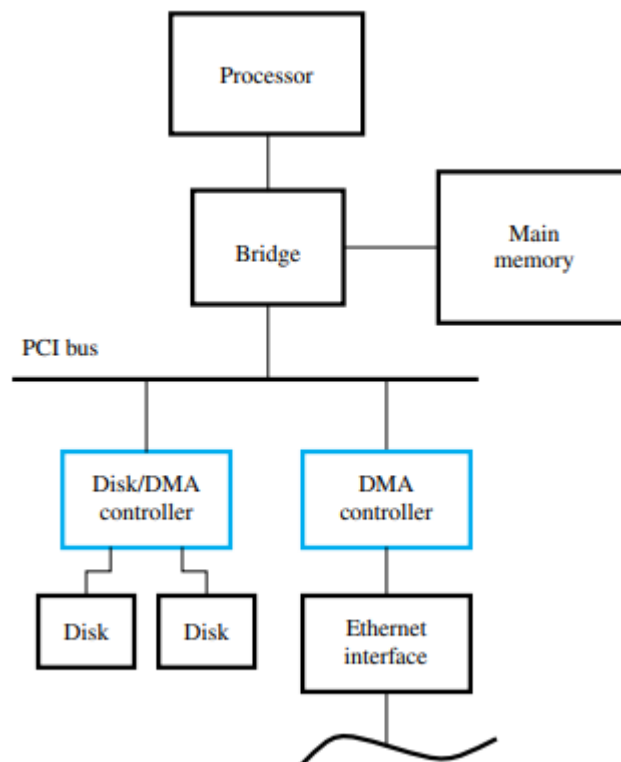 Processor
Bridge
Main
memory
PCI bus
Disk/DMA
controller
DMA
controller
Disk
Disk
Ethernet
interface